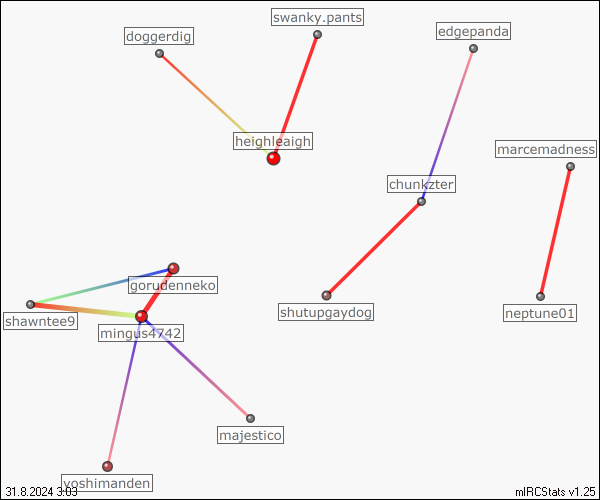 swanky.pants
doggerdig
edgepanda
heighleaigh
marcemadness
chunkzter
gorudenneko
shawntee9
mingus4742
shutupgaydog
neptune01
majestico
yoshimanden
31.8.2024 3:03
mIRCStats v1.25